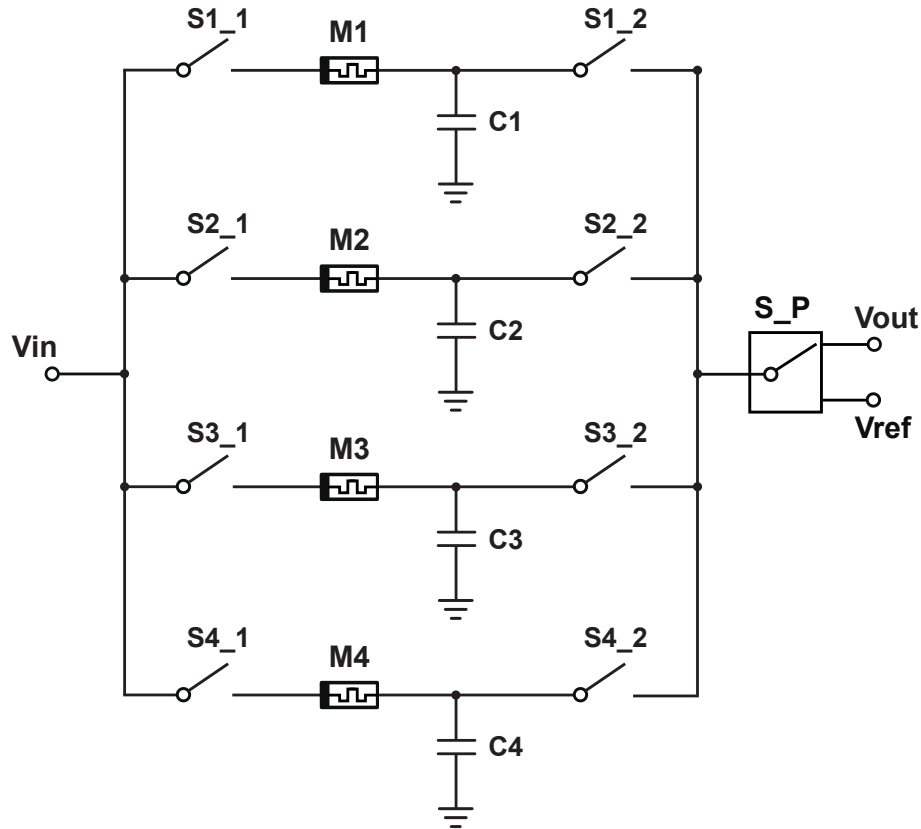 S1_1
M1
S1_2
C1
S2_1
M2
S2_2
C2
S_P
Vout
Vin
Vref
S3_1
M3
S3_2
C3
S4_1
M4
S4_2
C4